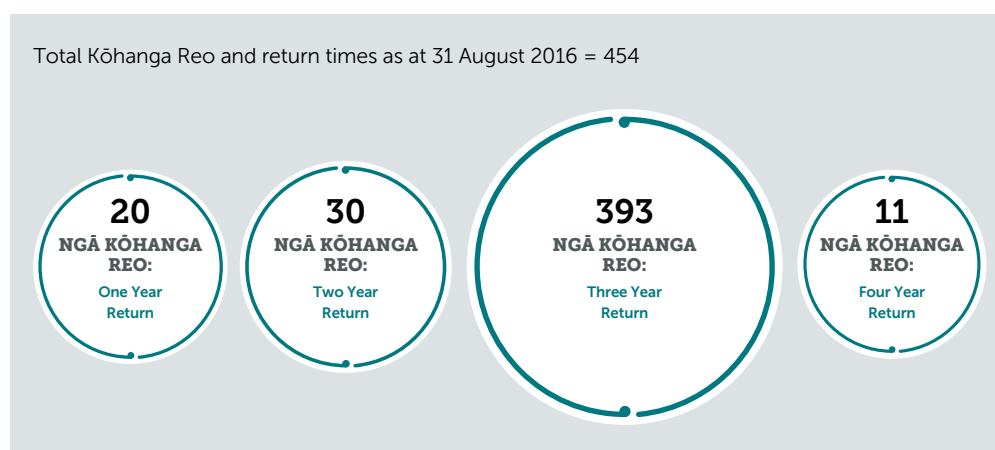 Total Kōhanga Reo and return times as at 31 August 2016 = 454
20
NGĀ KŌHANGA
REO:
One Year
Return
30
NGĀ KŌHANGA
REO:
Two Year
Return
393
NGĀ KŌHANGA
REO:
Three Year
Return
11
NGĀ KŌHANGA
REO:
Four Year
Return